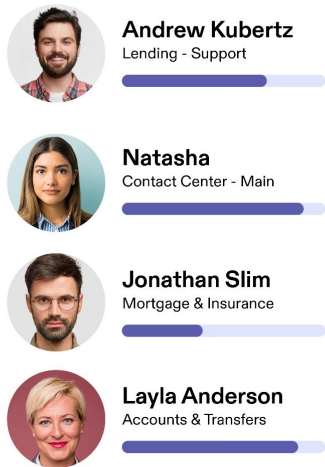 Andrew Kubertz
Lending - Support
Natasha
Contact Center - Main
Jonathan Slim
Mortgage & Insurance
Layla Anderson
Accounts & Transfers